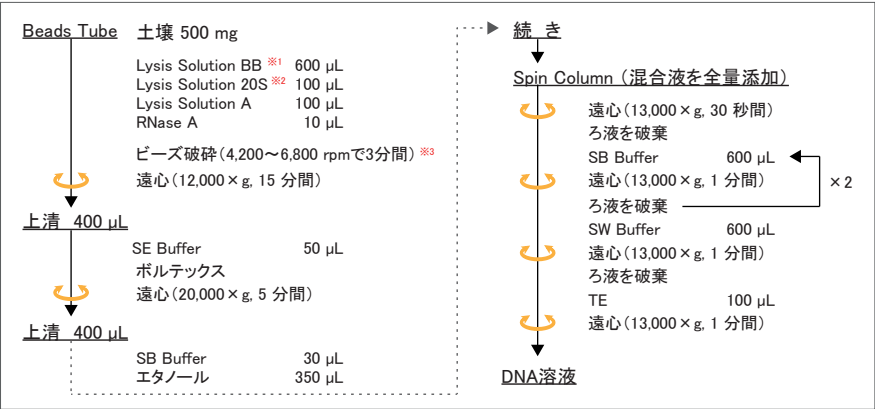 Beads Tube 土壌 500 mg
Lysis Solution BB ※1 600 µL
Lysis Solution 20S ※2 100 µL
Lysis Solution A 100 µL
RNase A 10 µL
ビーズ破砕（4,200～6,800 rpmで3分間）※3
遠心（12,000×g, 15 分間）
上清 400 µL
SE Buffer 50 µL
ボルテックス
遠心（20,000×g, 5 分間）
上清 400 µL
SB Buffer 30 µL
エタノール 350 µL
続 き
Spin Column（混合液を全量添加）
遠心（13,000×g, 30 秒間）
ろ液を破棄
SB Buffer 600 µL
遠心（13,000×g, 1 分間）
×2
ろ液を破棄
SW Buffer 600 µL
遠心（13,000×g, 1 分間）
ろ液を破棄
TE 100 µL
遠心（13,000×g, 1 分間）
DNA溶液